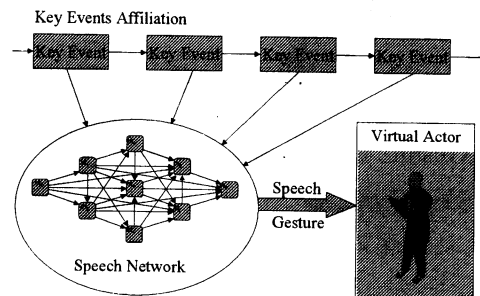 Key Events Affiliation
Key Event Key Event Key Event Key Event
Virtual Actor
Speech
Gesture
Speech Network